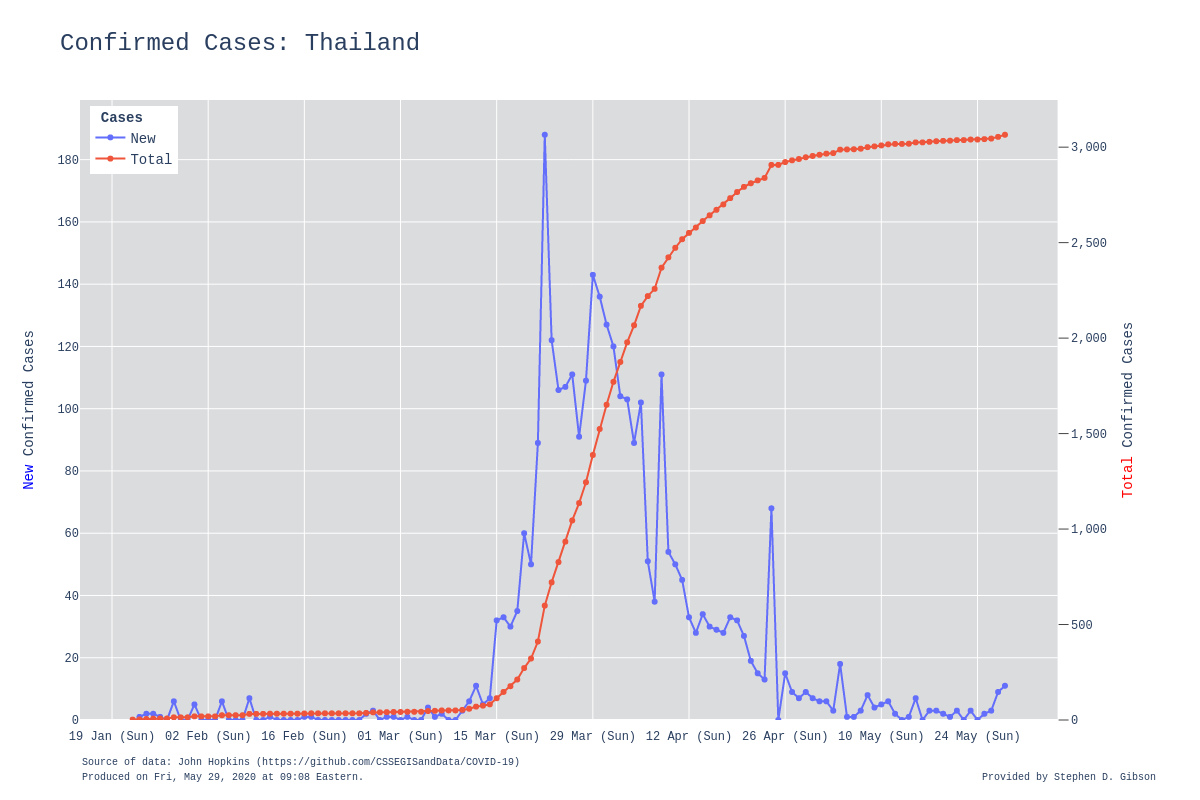 Confirmed Cases: Thailand
Cases
New
Total
180
160
140
120
100
80
60
40
20
0
New Confirmed Cases
3,000
2,500
2,000
1,500
1,000
500
0
Total Confirmed Cases
19 Jan (Sun) 02 Feb (Sun) 16 Feb (Sun) 01 Mar (Sun) 15 Mar (Sun) 29 Mar (Sun) 12 Apr (Sun) 26 Apr (Sun) 10 May (Sun) 24 May (Sun)
Source of data: John Hopkins (https://github.com/CSSEGISandData/COVID-19)
Produced on Fri, May 29, 2020 at 09:08 Eastern.
Provided by Stephen D. Gibson